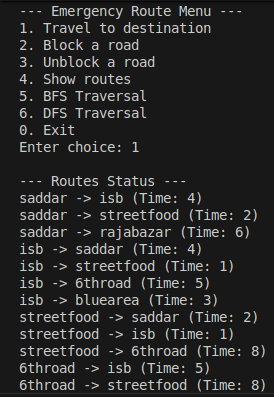 --- Emergency Route Menu ---
1. Travel to destination
2. Block a road
3. Unblock a road
4. Show routes
5. BFS Traversal
6. DFS Traversal
0. Exit
Enter choice: 1

--- Routes Status ---
saddar -> isb (Time: 4)
saddar -> streetfood (Time: 2)
saddar -> rajabazar (Time: 6)
isb -> saddar (Time: 4)
isb -> streetfood (Time: 1)
isb -> 6throad (Time: 5)
isb -> bluearea (Time: 3)
streetfood -> saddar (Time: 2)
streetfood -> isb (Time: 1)
streetfood -> 6throad (Time: 8)
6throad -> isb (Time: 5)
6throad -> streetfood (Time: 8)